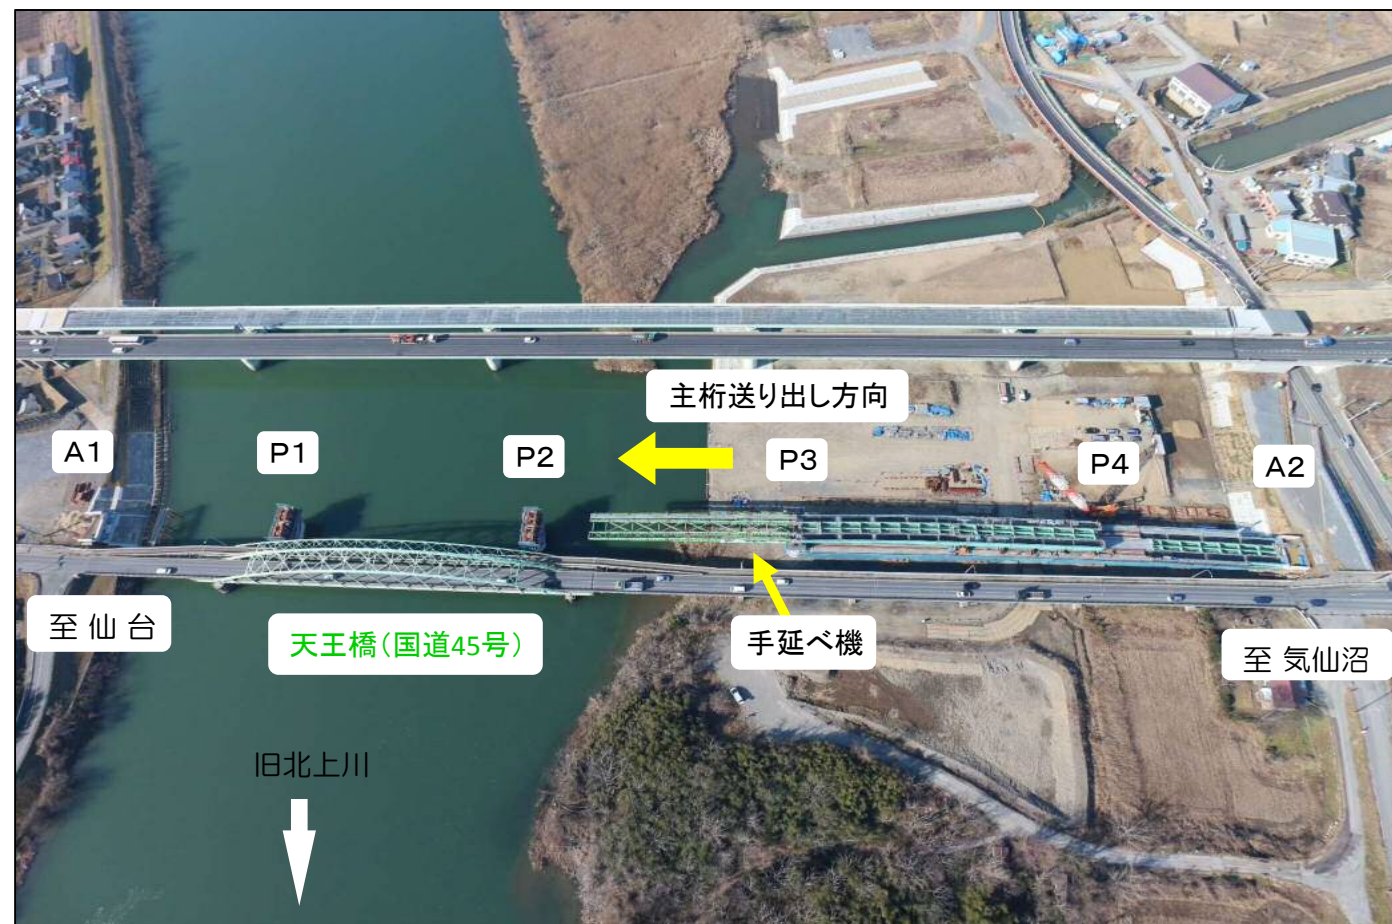 主桁送り出し方向
A1
P1
P2
P3
P4
A2
至 仙 台
天王橋(国道45号)
手延べ機
至 気仙沼
旧北上川